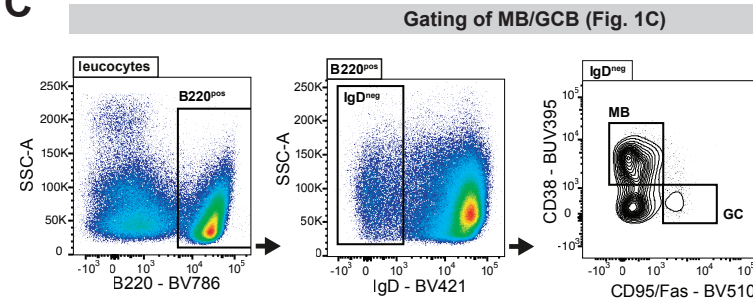 C
Gating of MB/GCB (Fig. 1C)
leucocytes
B220pos
250K
200K
150K
100K
50K
0
SSC-A
-10³ 0 10³ 10⁴ 10⁵
B220 - BV786
B220pos
IgDneg
250K
200K
150K
100K
50K
0
SSC-A
-10³ 0 10³ 10⁴ 10⁵
IgD - BV421
IgDneg
MB
GC
10⁵
10⁴
10³
0
-10³
CD38 - BUV395
-10³ 0 10³ 10⁴ 10⁵
CD95/Fas - BV510